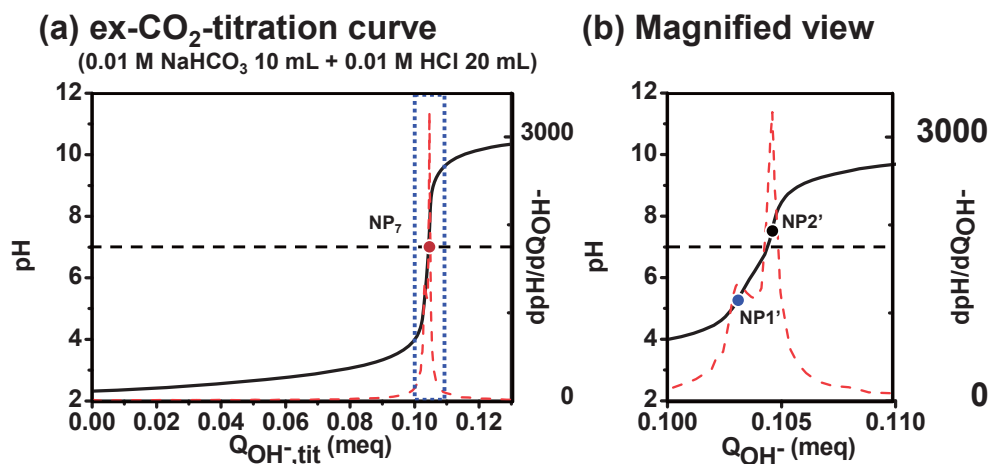 (a) ex-CO₂-titration curve
(0.01 M NaHCO₃ 10 mL + 0.01 M HCl 20 mL)
12
10
8
6
4
2
pH
3000
0
dpH/dQOH-
NP₇
0.00 0.02 0.04 0.06 0.08 0.10 0.12
QOH⁻,tit (meq)
(b) Magnified view
12
10
8
6
4
2
pH
3000
0
dpH/dQOH-
NP2’
NP1’
0.100 0.105 0.110
QOH⁻ (meq)